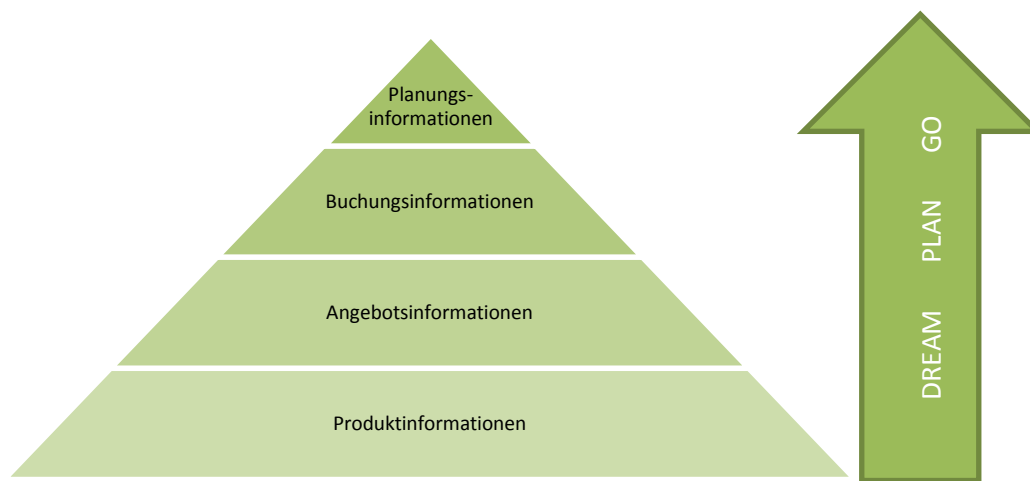 Planungs-
informationen
Buchungsinformationen
Angebotsinformationen
Produktinformationen
DREAM PLAN GO